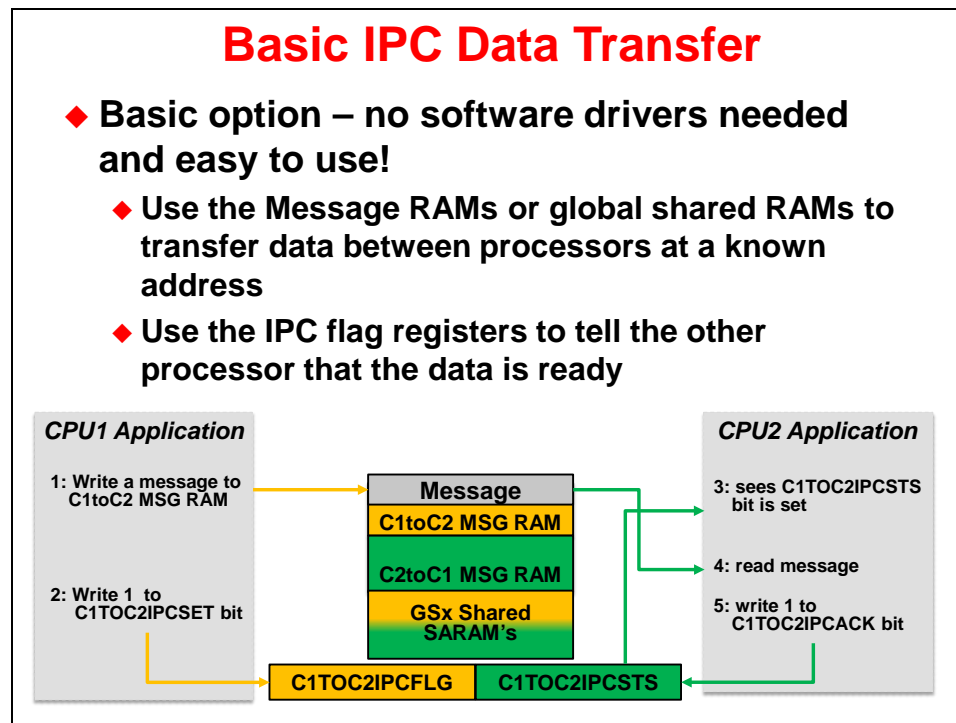 Basic IPC Data Transfer
Basic option – no software drivers needed
and easy to use!
Use the Message RAMs or global shared RAMs to
transfer data between processors at a known
address
Use the IPC flag registers to tell the other
processor that the data is ready
CPU1 Application
1: Write a message to
C1toC2 MSG RAM
2: Write 1 to
C1TOC2IPCSET bit
Message
C1toC2 MSG RAM
C2toC1 MSG RAM
GSx Shared
SARAM's
C1TOC2IPCFLG
C1TOC2IPCSTS
CPU2 Application
3: sees C1TOC2IPCSTS
bit is set
4: read message
5: write 1 to
C1TOC2IPCACK bit